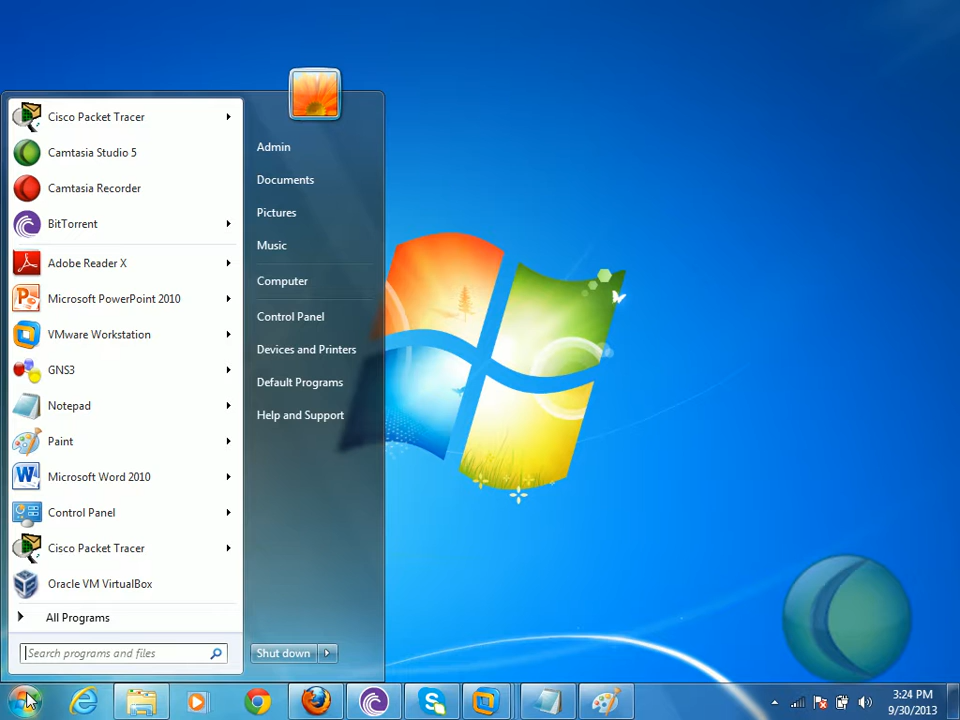 Cisco Packet Tracer
Camtasia Studio 5
Camtasia Recorder
BitTorrent
Adobe Reader X
Microsoft PowerPoint 2010
VMware Workstation
GNS3
Notepad
Paint
Microsoft Word 2010
Control Panel
Cisco Packet Tracer
Oracle VM VirtualBox
All Programs
Search programs and files
Admin
Documents
Pictures
Music
Computer
Control Panel
Devices and Printers
Default Programs
Help and Support
Shut down
3:24 PM
9/30/2013